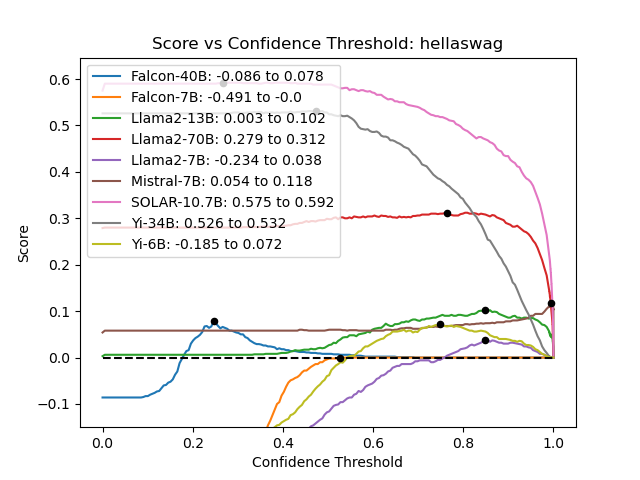 Score vs Confidence Threshold: hellaswag
Falcon-40B: -0.086 to 0.078
Falcon-7B: -0.491 to -0.0
Llama2-13B: 0.003 to 0.102
Llama2-70B: 0.279 to 0.312
Llama2-7B: -0.234 to 0.038
Mistral-7B: 0.054 to 0.118
SOLAR-10.7B: 0.575 to 0.592
Yi-34B: 0.526 to 0.532
Yi-6B: -0.185 to 0.072
0.6
0.5
0.4
0.3
0.2
0.1
0.0
−0.1
Score
0.0 0.2 0.4 0.6 0.8 1.0
Confidence Threshold